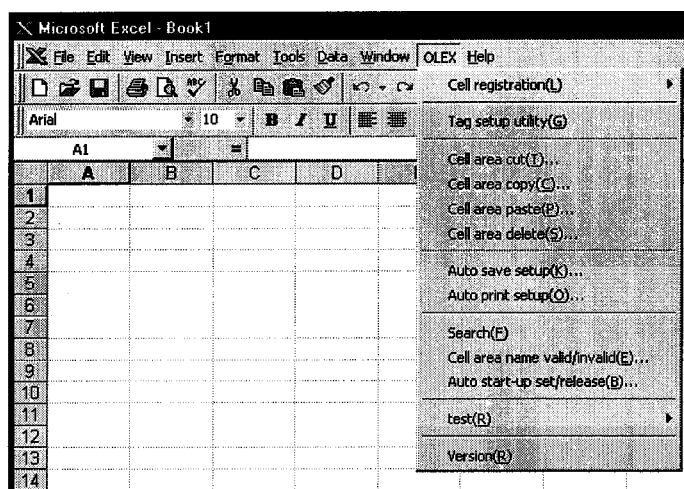 Microsoft Excel - Book1
File Edit View Insert Format Tools Data Window OLEX Help
Arial 10 B I U
A1 =
A B C D
1
2
3
4
5
6
7
8
9
10
11
12
13
14
Cell registration(L)
Tag setup utility(G)
Cell area cut(T)...
Cell area copy(C)...
Cell area paste(P)...
Cell area delete(S)...
Auto save setup(K)...
Auto print setup(O)...
Search(F)
Cell area name valid/invalid(E)...
Auto start-up set/release(B)...
test(R)
Version(R)